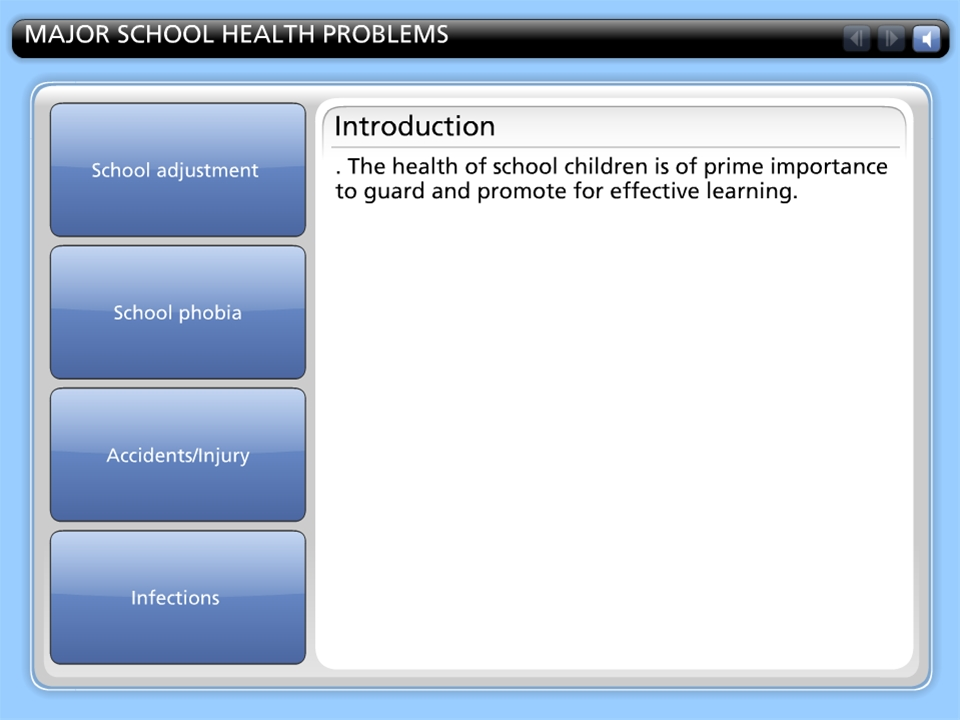 MAJOR SCHOOL HEALTH PROBLEMS
School adjustment
School phobia
Accidents/Injury
Infections
Introduction
. The health of school children is of prime importance
to guard and promote for effective learning.